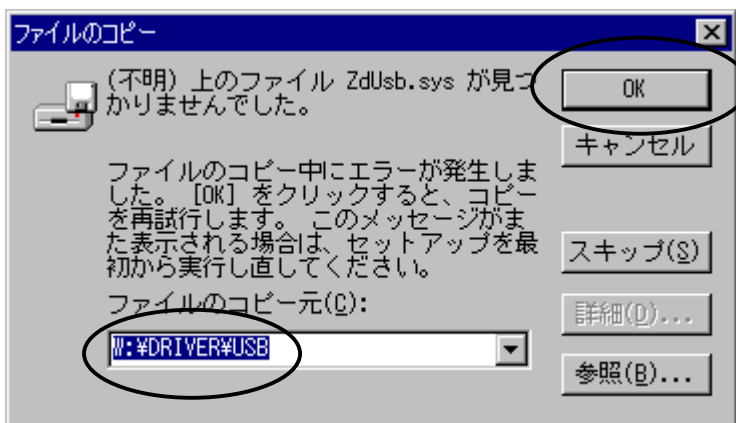 ファイルのコピー
(不明) 上のファイル ZdUsb.sys が見つ
かりませんでした。
ファイルのコピー中にエラーが発生しま
した。 [OK] をクリックすると、コピー
を再試行します。 このメッセージがま
た表示される場合は、セットアップを最
初から実行し直してください。
ファイルのコピー元(C):
W:¥DRIVER¥USB
OK
キャンセル
スキップ(S)
詳細(D)...
参照(B)...